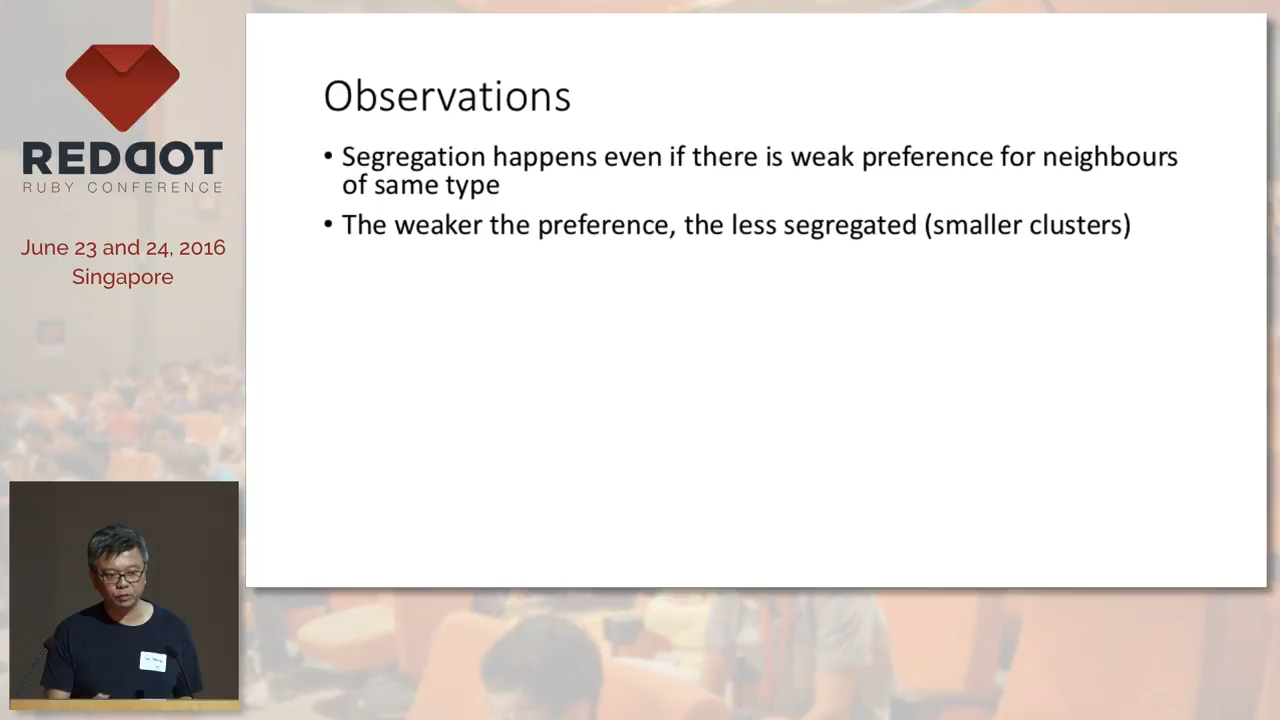 REDDOT
RUBY CONFERENCE
June 23 and 24, 2016
Singapore
Observations
• Segregation happens even if there is weak preference for neighbours
of same type
• The weaker the preference, the less segregated (smaller clusters)